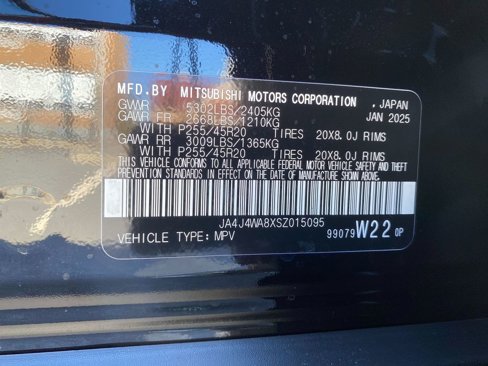 MFD.BY MITSUBISHI MOTORS CORPORATION , JAPAN
GVWR 5302LBS/2405KG JAN 2025
GAWR FR 2668LBS/1210KG
WITH P255/45R20 TIRES 20X8.0J RIMS
GAWR RR 3009LBS/1365KG
WITH P255/45R20 TIRES 20X8.0J RIMS
THIS VEHICLE CONFORMS TO ALL APPLICABLE FEDERAL MOTOR VEHICLE SAFETY AND THEFT
PREVENTION STANDARDS IN EFFECT ON THE DATE OF MANUFACTURE SHOWN ABOVE.
JA4J4WA8XSZ015095
VEHICLE TYPE: MPV 99079 W22 0P